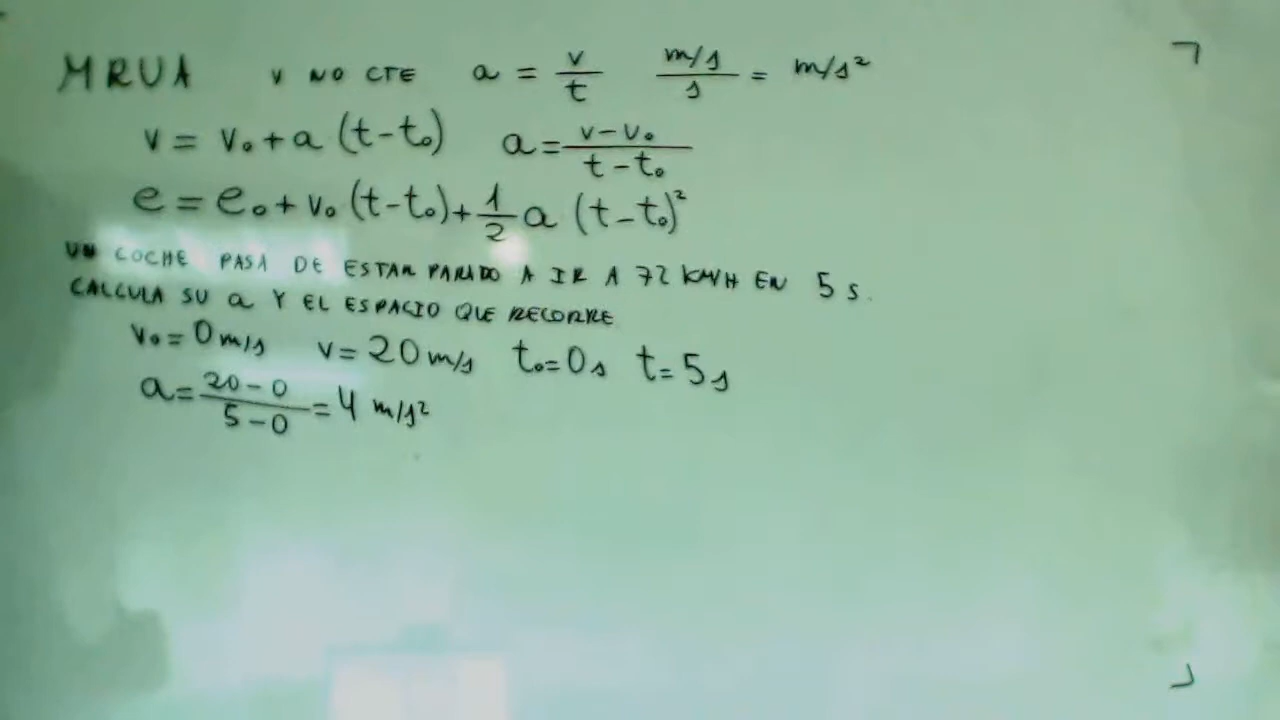 MRUA v NO CTE a = v/t m/s/s = m/s²
v = v₀ + a (t-t₀) a = v-v₀/t-t₀
e = e₀ + v₀ (t-t₀) + 1/2 a (t-t₀)²
UN COCHE PASA DE ESTAR PARADO A IR A 72 KM/H EN 5 s.
CALCULA SU a Y EL ESPACIO QUE RECORRE
v₀ = 0 m/s v = 20 m/s t₀ = 0 s t = 5 s
a = 20-0/5-0 = 4 m/s²